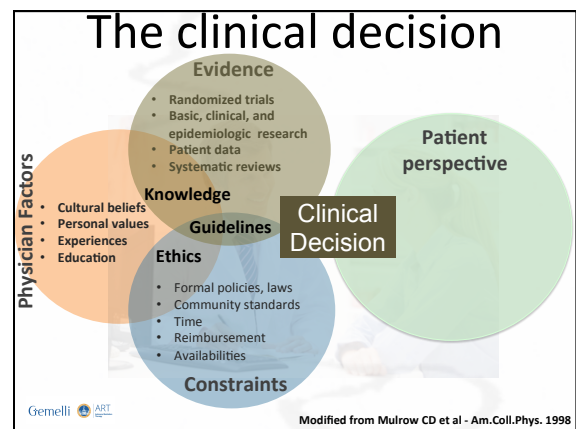 The clinical decision
Evidence
• Randomized trials
• Basic, clinical, and
epidemiologic research
• Patient data
• Systematic reviews
Patient
perspective
Physician Factors
Knowledge
• Cultural beliefs
• Personal values
• Experiences
• Education
Guidelines
Clinical
Decision
Ethics
• Formal policies, laws
• Community standards
• Time
• Reimbursement
• Availabilities
Constraints
Gemelli
ART
Modified from Mulrow CD et al - Am.Coll.Phys. 1998